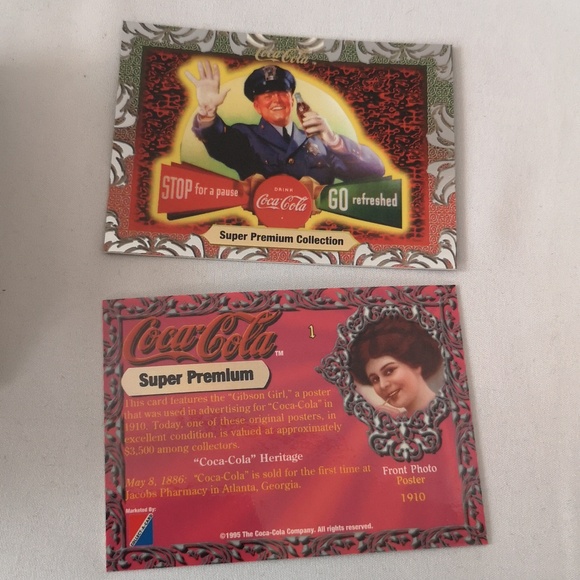 Coca-Cola
STOP for a pause
DRINK
Coca-Cola
GO refreshed
Super Premium Collection
Coca-Cola TM
1
Super Premium
This card features the "Gibson Girl," a poster
that was used in advertising for "Coca-Cola" in
1910. Today, one of these original posters, in
excellent condition, is valued at approximately
$3,500 among collectors.
"Coca-Cola" Heritage
May 8, 1886: "Coca-Cola" is sold for the first time at
Jacobs Pharmacy in Atlanta, Georgia.
Front Photo
Poster
1910
Marketed By:
COLLECT-A-CARD
©1995 The Coca-Cola Company. All rights reserved.